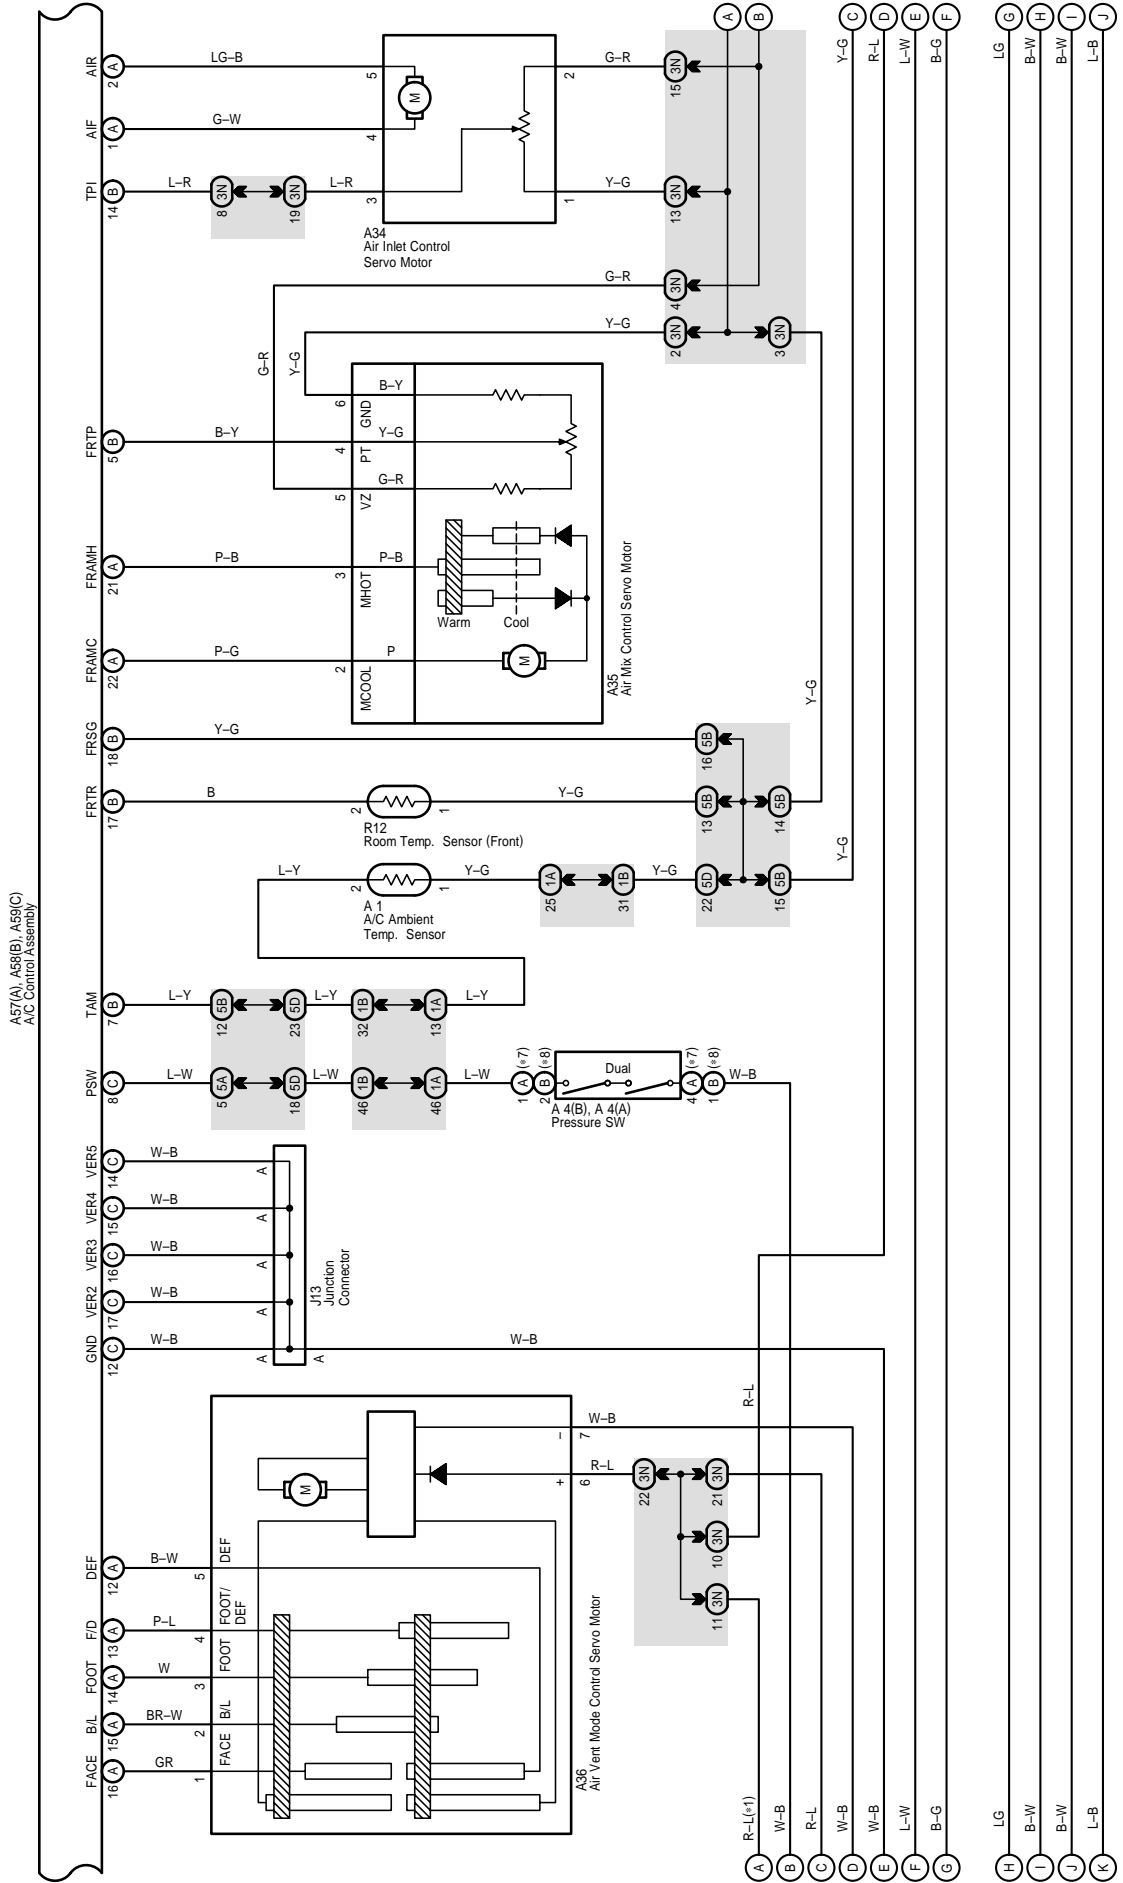 A57(A), A58(B), A59(C)
A/C Control Assembly
AIR
2 A
LG–B
5
M
2
G–R
15 3N
AIF
1 A
G–W
4
TPI
14 B
L–R
8 3N
19 3N
L–R
3
1
Y–G
13 3N
A34
Air Inlet Control
Servo Motor
A
B
C
D
E
F
G
H
I
J
Y–G
R–L
L–W
B–G
LG
B–W
B–W
L–B
G–R
4 3N
Y–G
2 3N
3 3N
G–R
Y–G
6
GND
B–Y
FRTP
5 B
B–Y
4
PT
Y–G
5
VZ
G–R
FRAMH
21 A
P–B
3
MHOT
P–B
Warm
Cool
FRAMC
22 A
P–G
2
MCOOL
P
M
A35
Air Mix Control Servo Motor
Y–G
FRSG
18 B
Y–G
16 5B
FRTR
17 B
B
2
1
Y–G
13 5B
14 5B
R12
Room Temp. Sensor (Front)
L–Y
2
1
Y–G
25 1A
31 1B
Y–G
22 5D
15 5B
Y–G
A 1
A/C Ambient
Temp. Sensor
TAM
7 B
L–Y
12 5B
23 5D
L–Y
32 1B
13 1A
L–Y
PSW
8 C
L–W
5 5A
18 5D
L–W
46 1B
46 1A
L–W
1 A (*7)
2 B (*8)
Dual
4 A (*7)
1 B (*8)
W–B
A 4(B), A 4(A)
Pressure SW
VER5
14 C
W–B
A
VER4
15 C
W–B
A
VER3
16 C
W–B
A
VER2
17 C
W–B
A
GND
12 C
W–B
A
A
W–B
J13
Junction
Connector
R–L
M
–
7
W–B
+
6
R–L
22 3N
21 3N
10 3N
11 3N
DEF
12 A
B–W
5
DEF
F/D
13 A
P–L
4
FOOT/
DEF
FOOT
14 A
W
3
FOOT
B/L
15 A
BR–W
2
B/L
FACE
16 A
GR
1
FACE
A36
Air Vent Mode Control Servo Motor
R–L(*1)
W–B
R–L
W–B
W–B
L–W
B–G
LG
B–W
B–W
L–B
A
B
C
D
E
F
G
H
I
J
K